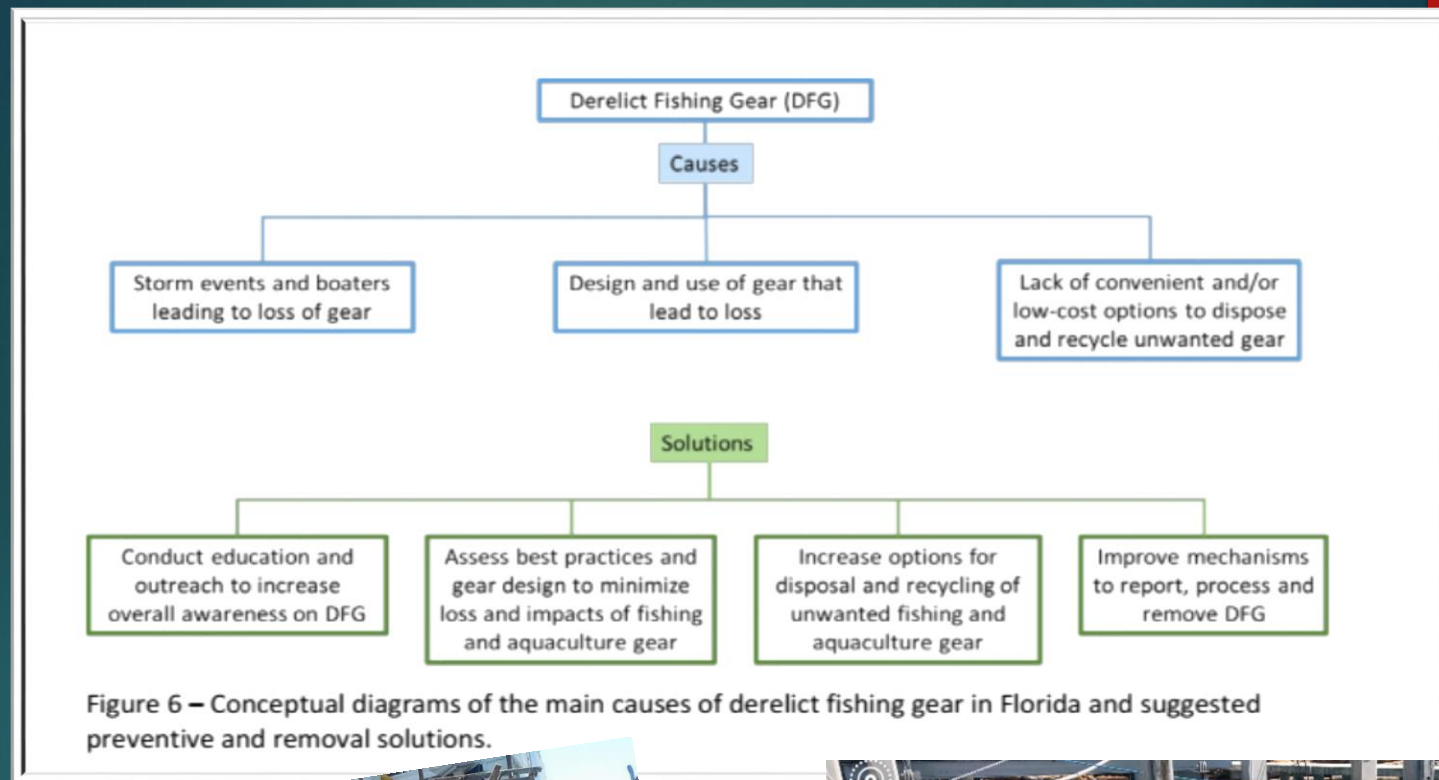 Derelict Fishing Gear (DFG)
Causes
Storm events and boaters
leading to loss of gear
Design and use of gear that
lead to loss
Lack of convenient and/or
low-cost options to dispose
and recycle unwanted gear
Solutions
Conduct education and
outreach to increase
overall awareness on DFG
Assess best practices and
gear design to minimize
loss and impacts of fishing
and aquaculture gear
Increase options for
disposal and recycling of
unwanted fishing and
aquaculture gear
Improve mechanisms
to report, process and
remove DFG
Figure 6 – Conceptual diagrams of the main causes of derelict fishing gear in Florida and suggested
preventive and removal solutions.